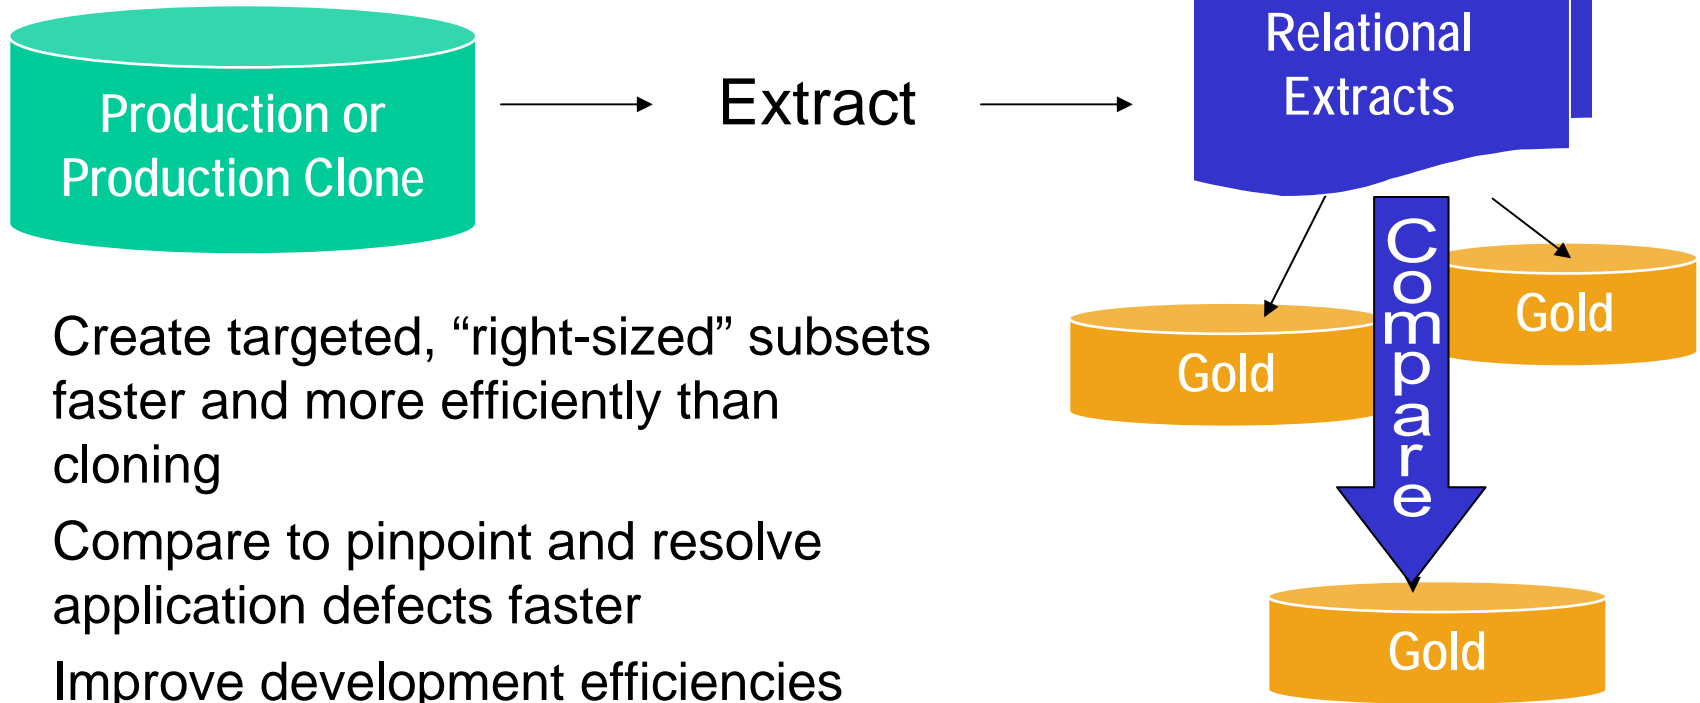 Production or
Production Clone
Extract
Relational
Extracts
Compare
Gold
Gold
Gold
Create targeted, “right-sized” subsets
faster and more efficiently than
cloning
Compare to pinpoint and resolve
application defects faster
Improve development efficiencies